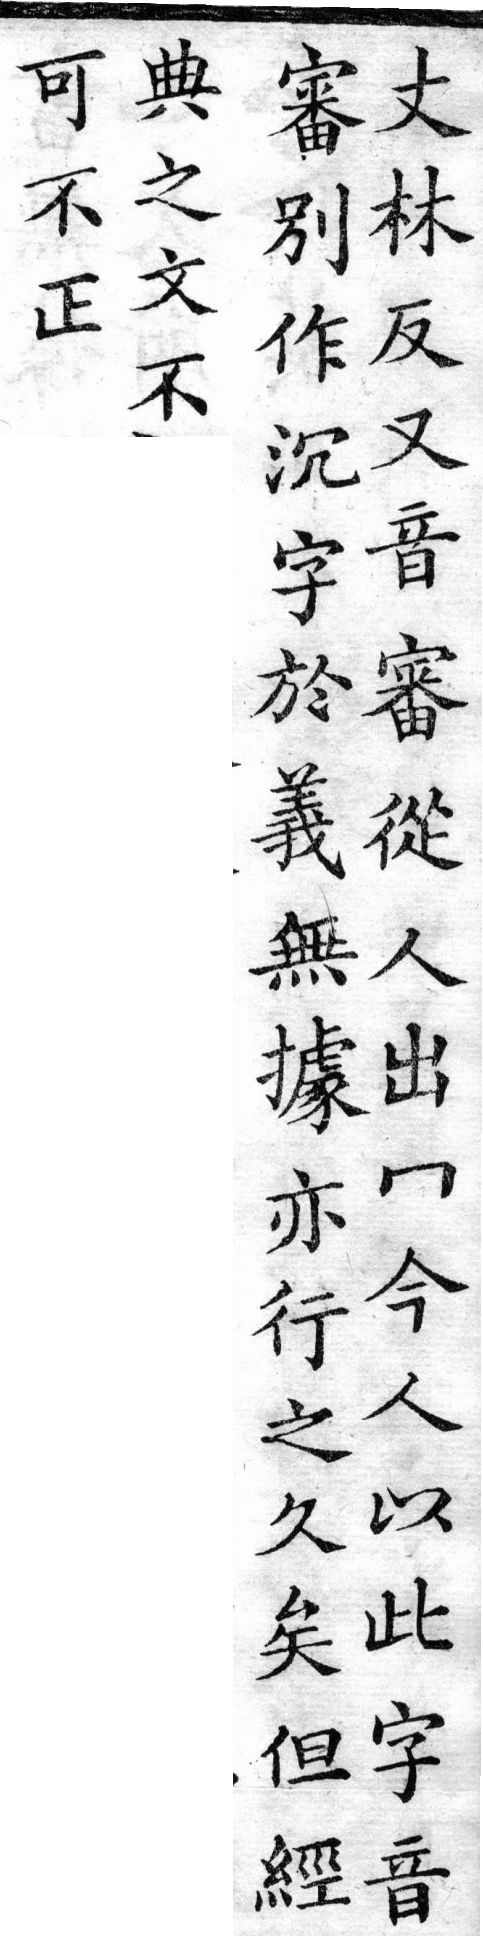 丈林反又音審從人出冖今人以此字音
審別作沉字於義無據亦行之久矣但經
典之文不
可不正